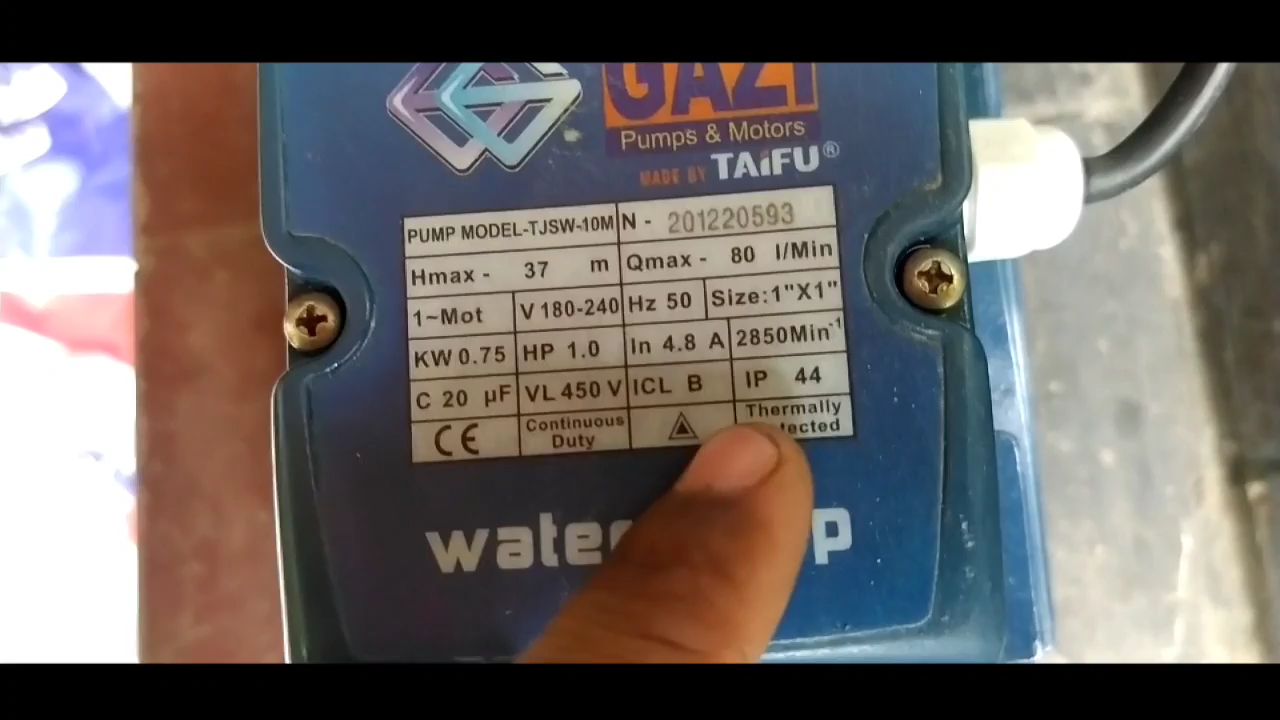 GAZI
Pumps & Motors
MADE BY TAiFU®
PUMP MODEL-TJSW-10M N - 201220593
Hmax - 37 m Qmax - 80 l/Min
1~Mot V 180-240 Hz 50 Size:1"X1"
KW 0.75 HP 1.0 In 4.8 A 2850Min-1
C 20 µF VL 450 V ICL B IP 44
CE Continuous Duty Thermally